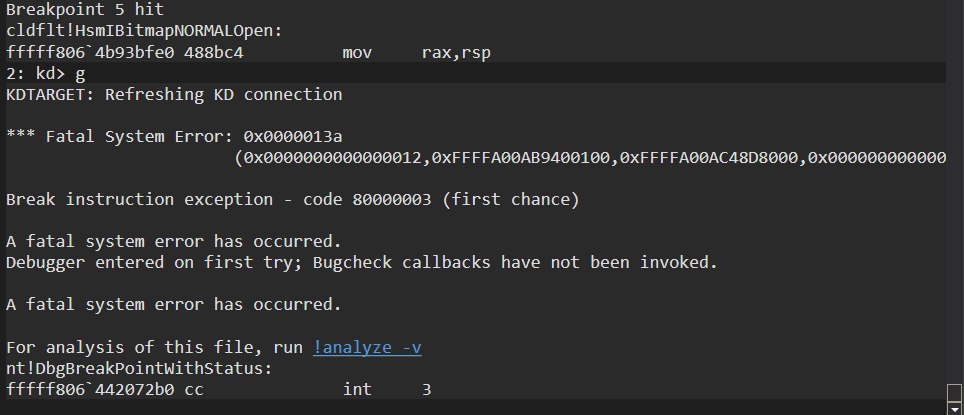 Breakpoint 5 hit
cldflt!HsmIBitmapNORMALOpen:
fffff806`4b93bfe0 488bc4          mov     rax,rsp
2: kd> g
KDTARGET: Refreshing KD connection

*** Fatal System Error: 0x0000013a
                       (0x0000000000000012,0xFFFFA00AB9400100,0xFFFFA00AC48D8000,0x000000000000

Break instruction exception - code 80000003 (first chance)

A fatal system error has occurred.
Debugger entered on first try; Bugcheck callbacks have not been invoked.

A fatal system error has occurred.

For analysis of this file, run !analyze -v
nt!DbgBreakPointWithStatus:
fffff806`442072b0 cc              int     3